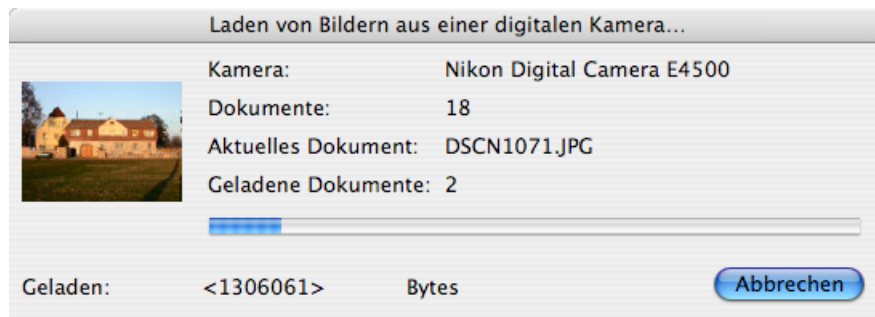 Laden von Bildern aus einer digitalen Kamera...
Kamera: Nikon Digital Camera E4500
Dokumente: 18
Aktuelles Dokument: DSCN1071.JPG
Geladene Dokumente: 2
Geladen: <1306061> Bytes Abbrechen